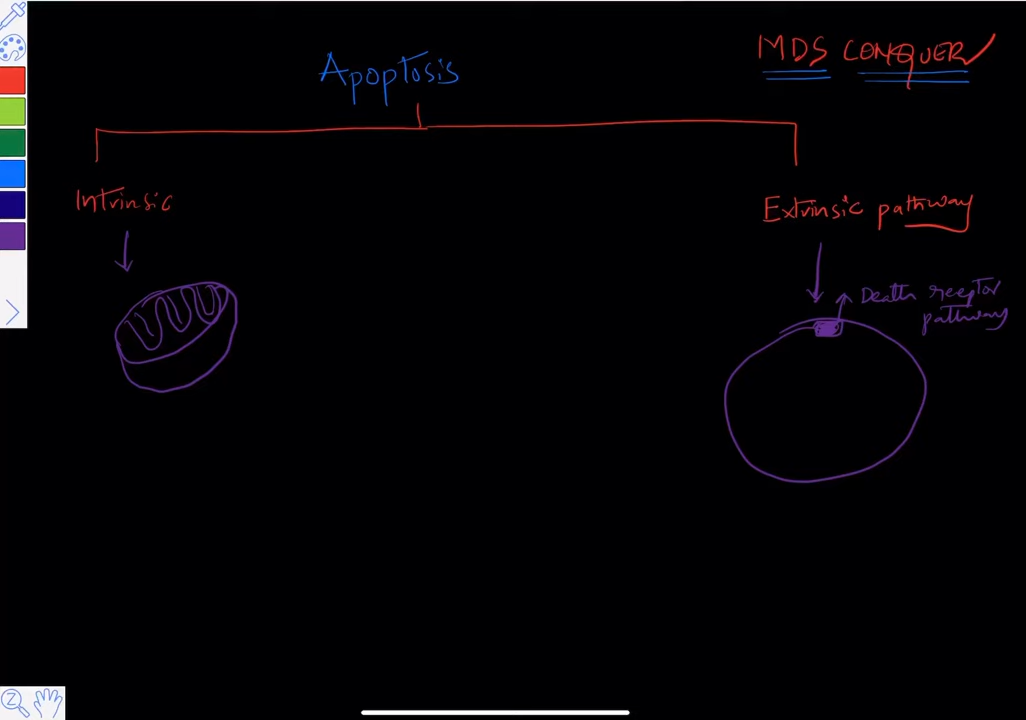 MDS CONQUER
Apoptosis
Intrinsic
Extrinsic pathway
Death receptor
pathway